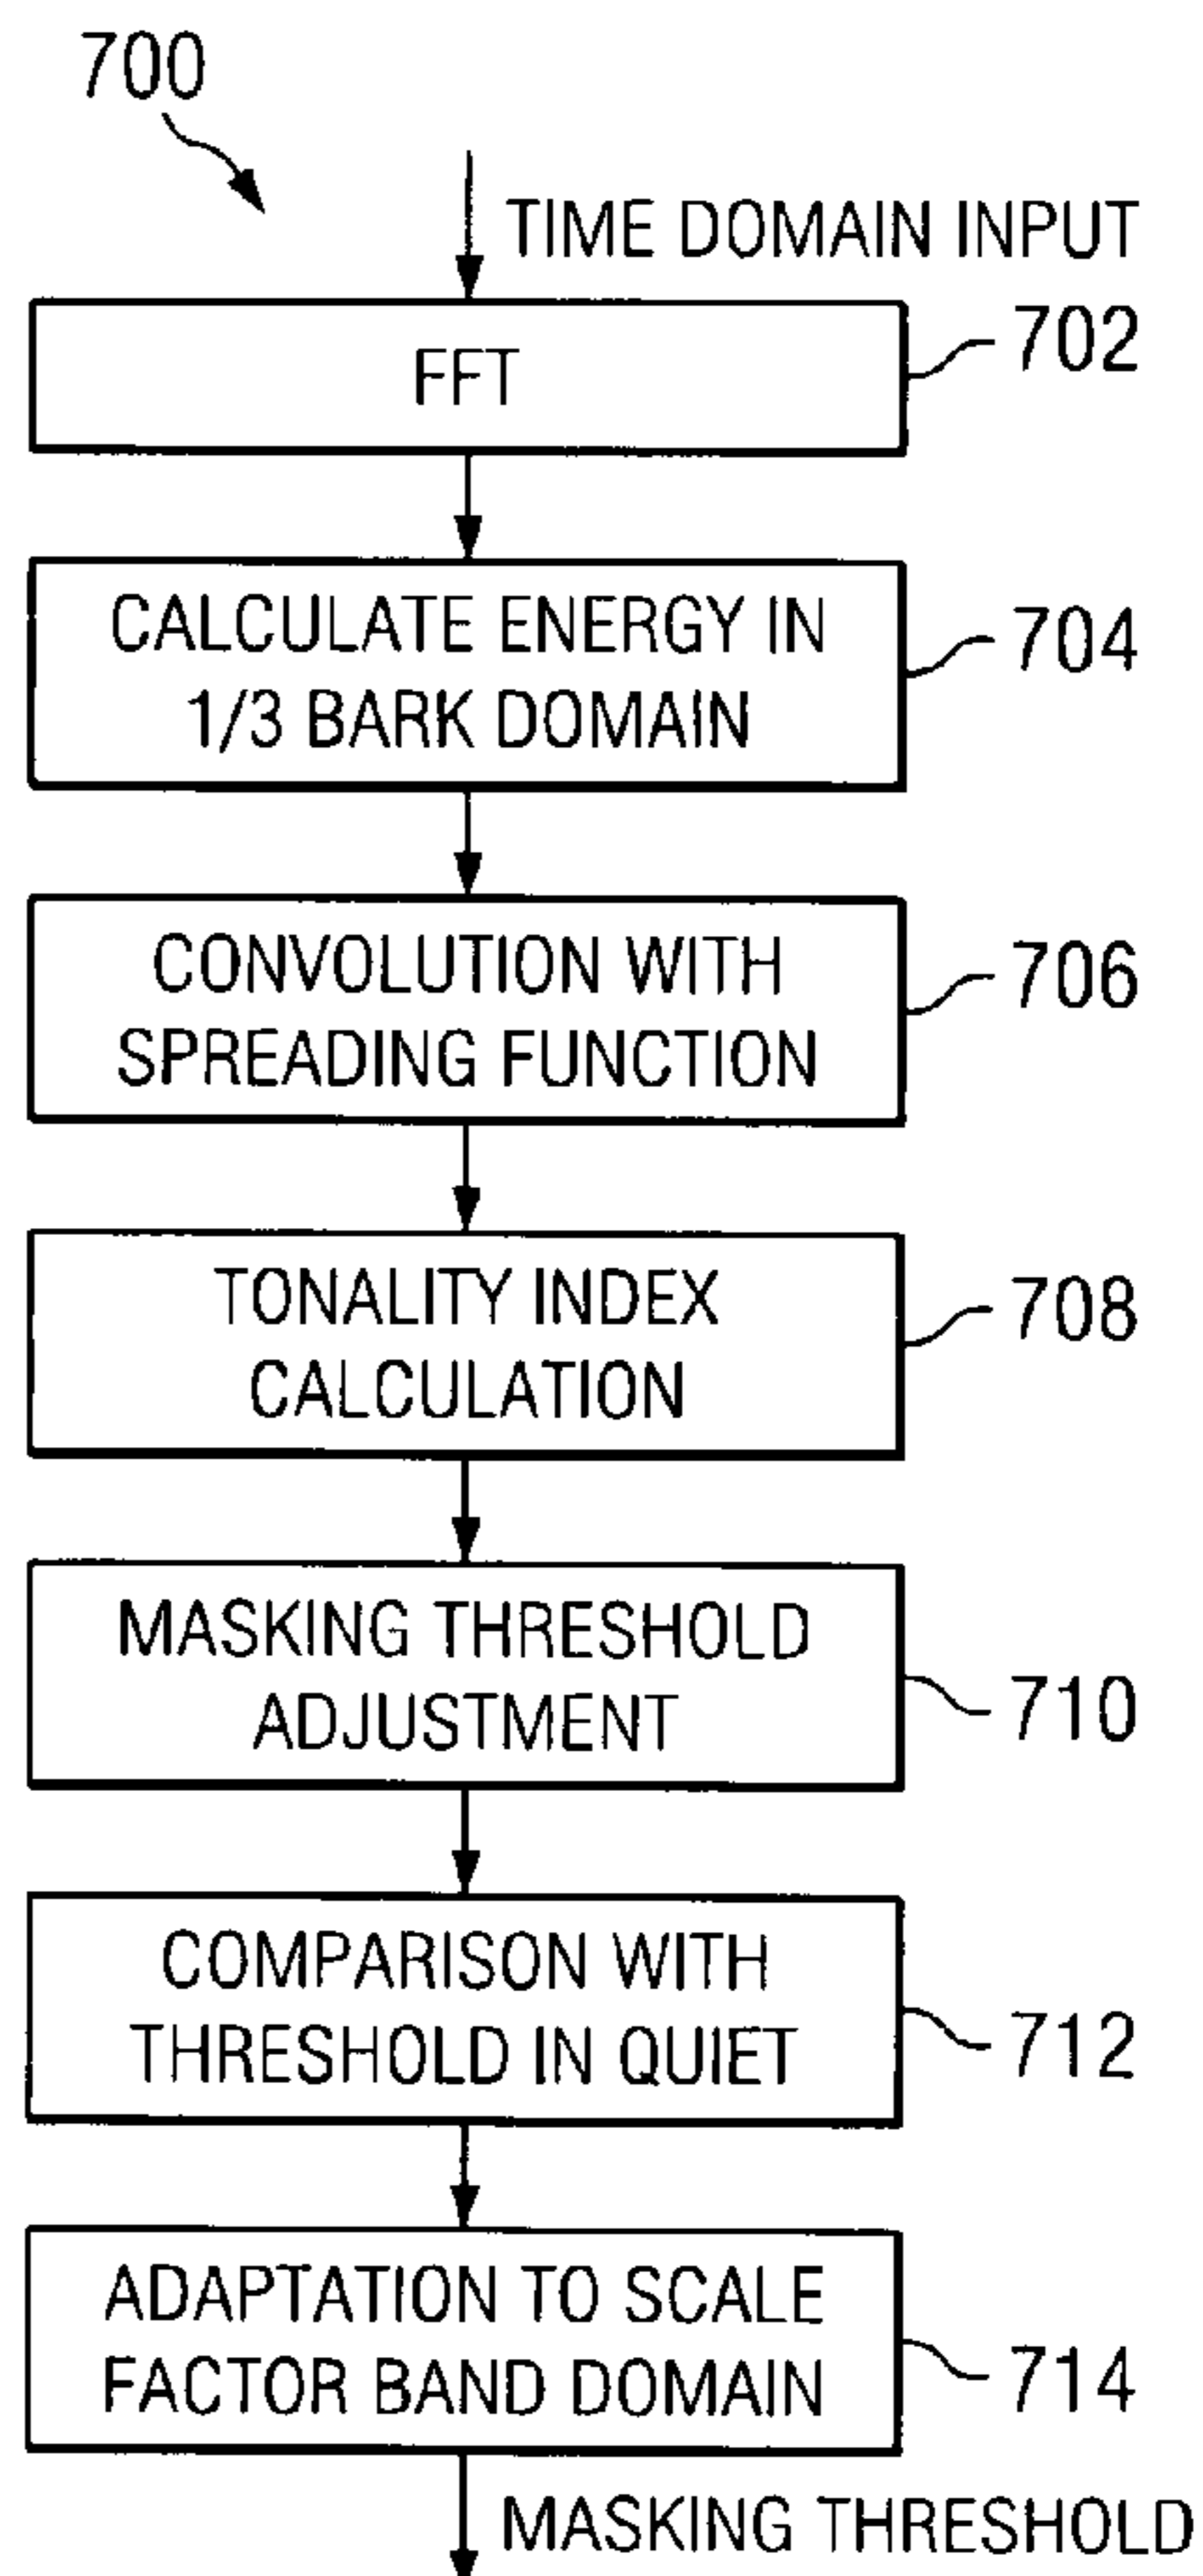 700
TIME DOMAIN INPUT
FFT
702
CALCULATE ENERGY IN
1/3 BARK DOMAIN
704
CONVOLUTION WITH
SPREADING FUNCTION
706
TONALITY INDEX
CALCULATION
708
MASKING THRESHOLD
ADJUSTMENT
710
COMPARISON WITH
THRESHOLD IN QUIET
712
ADAPTATION TO SCALE
FACTOR BAND DOMAIN
714
MASKING THRESHOLD